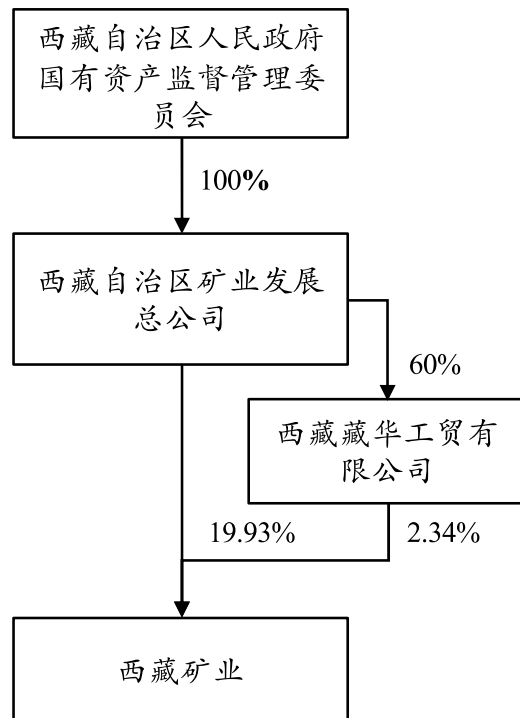 西藏自治区人民政府
国有资产监督管理委
员会
100%
西藏自治区矿业发展
总公司
60%
西藏藏华工贸有
限公司
19.93%
2.34%
西藏矿业